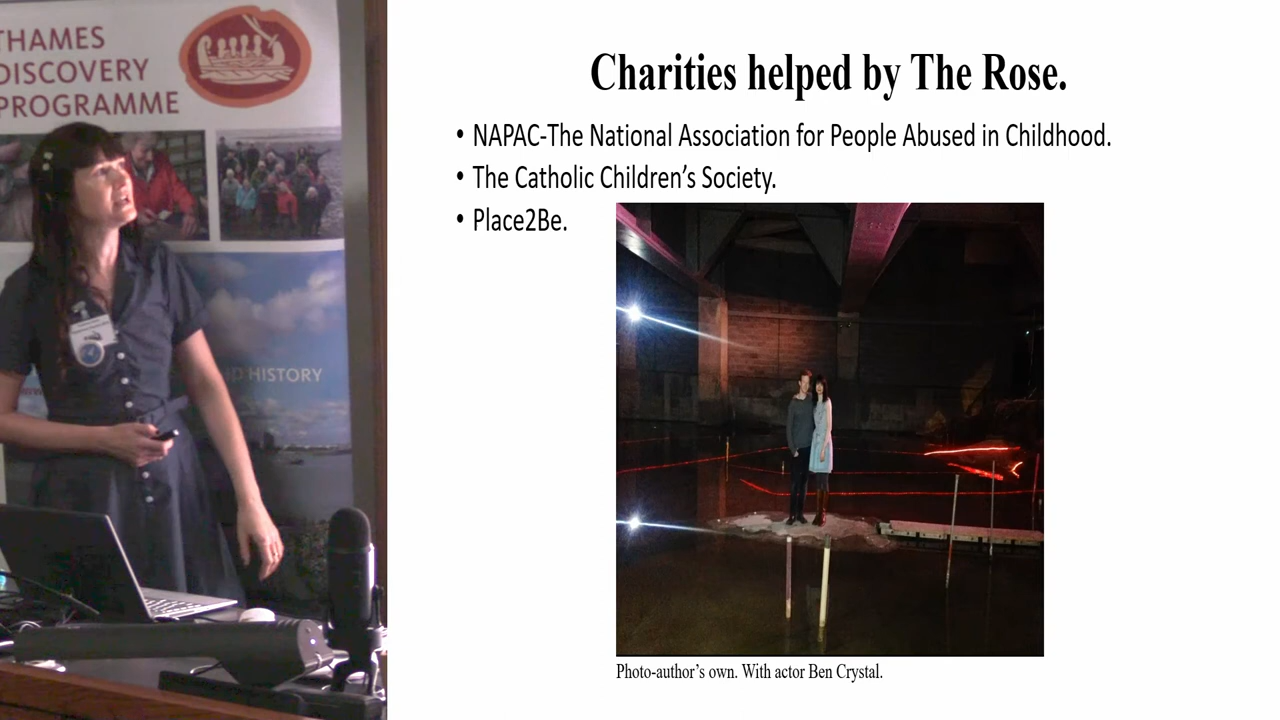 THAMES
DISCOVERY
PROGRAMME
HISTORY
Charities helped by The Rose.
• NAPAC-The National Association for People Abused in Childhood.
• The Catholic Children’s Society.
• Place2Be.
Photo-author’s own. With actor Ben Crystal.